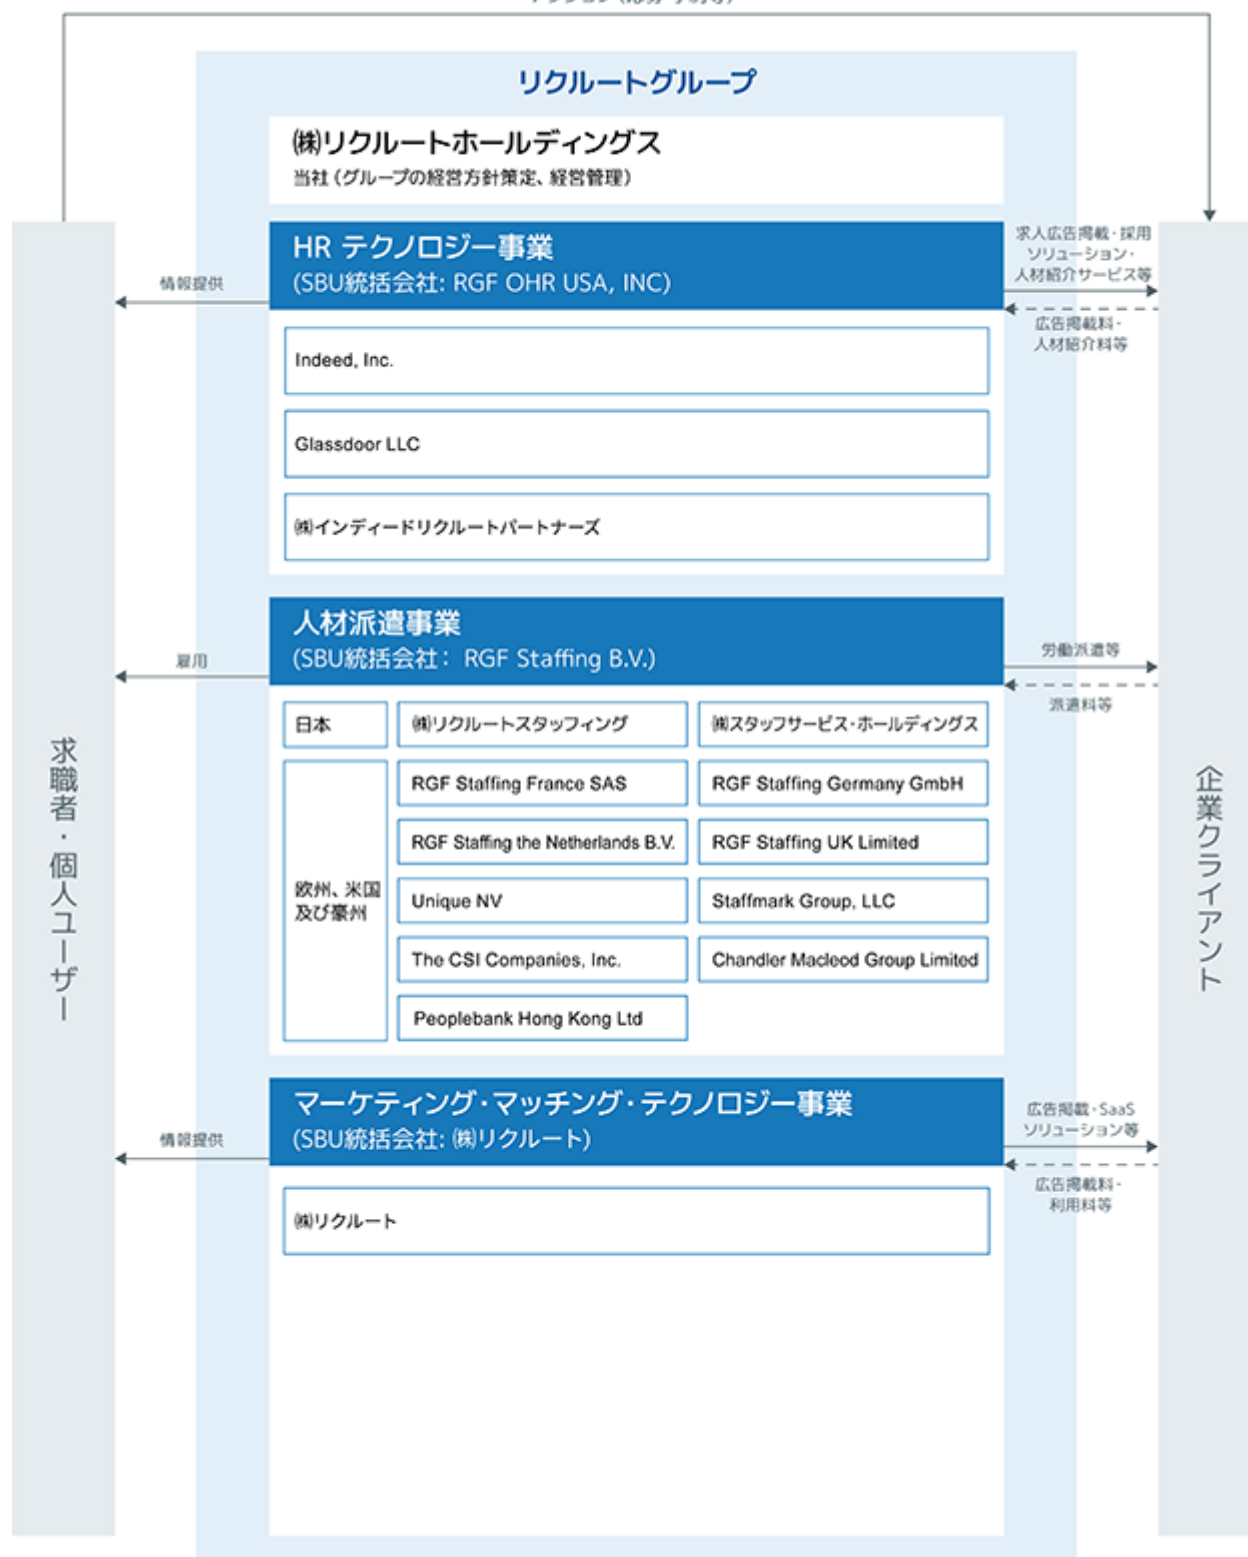 リクルートグループ
㈱リクルートホールディングス
当社（グループの経営方針策定、経営管理）
HR テクノロジー事業
(SBU統括会社: RGF OHR USA, INC)
情報提供
求人広告掲載・採用
ソリューション・
人材紹介サービス等
広告掲載料・
人材紹介料等
Indeed, Inc.
Glassdoor LLC
㈱インディードリクルートパートナーズ
人材派遣事業
(SBU統括会社： RGF Staffing B.V.)
雇用
労働派遣等
派遣料等
日本
㈱リクルートスタッフィング
㈱スタッフサービス・ホールディングス
欧州、米国
及び豪州
RGF Staffing France SAS
RGF Staffing Germany GmbH
RGF Staffing the Netherlands B.V.
RGF Staffing UK Limited
Unique NV
Staffmark Group, LLC
The CSI Companies, Inc.
Chandler Macleod Group Limited
Peoplebank Hong Kong Ltd
マーケティング・マッチング・テクノロジー事業
(SBU統括会社: ㈱リクルート)
情報提供
広告掲載・SaaS
ソリューション等
広告掲載料・
利用料等
㈱リクルート
求職者・個人ユーザー
企業クライアント